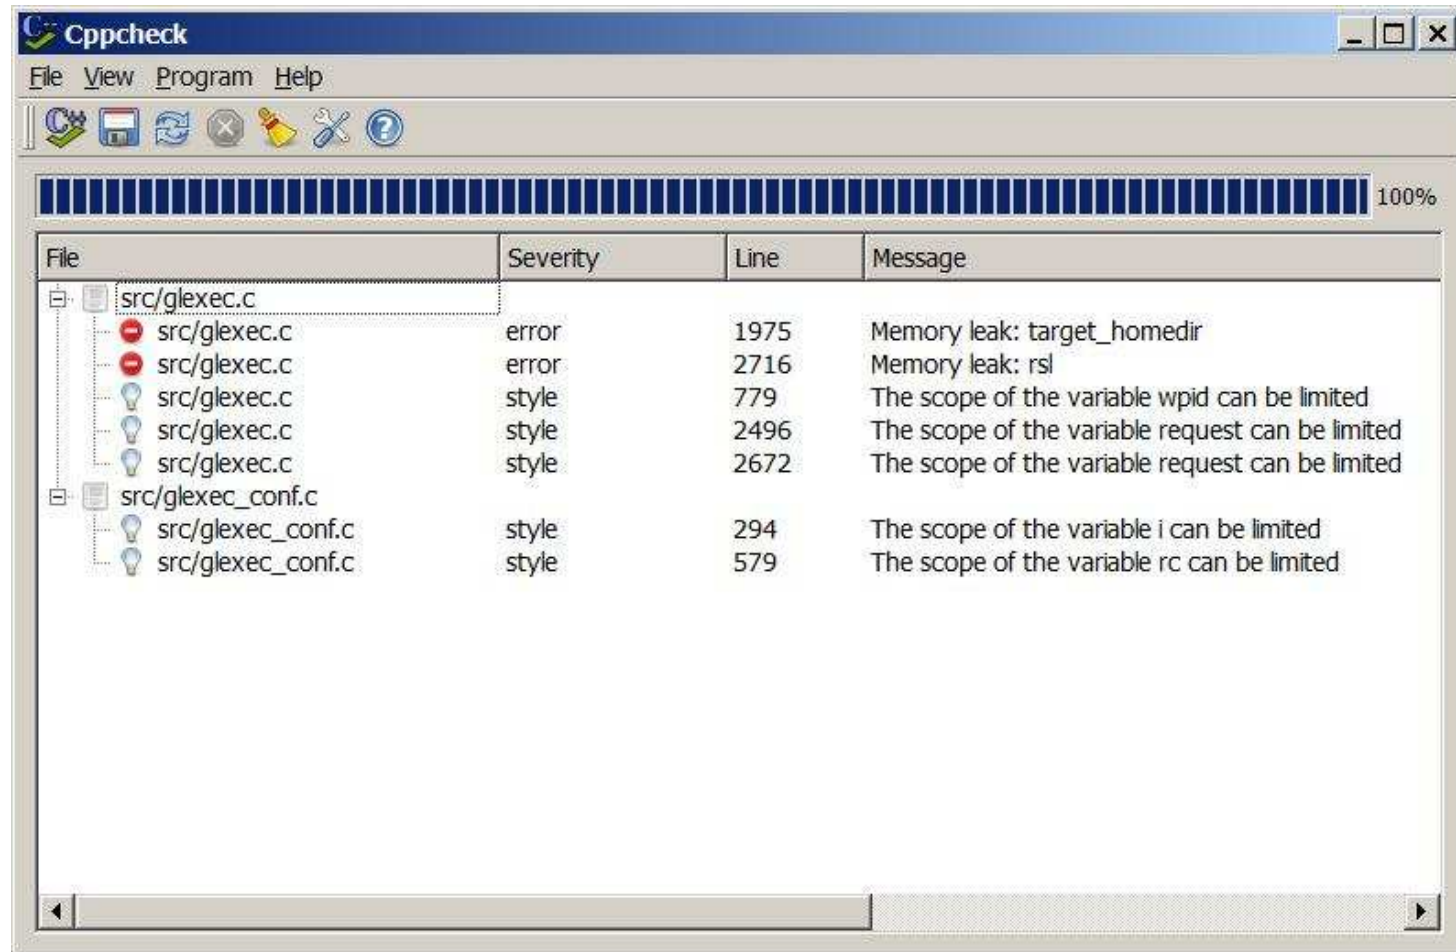 Cppcheck
File View Program Help
100%
File Severity Line Message
src/glexec.c
src/glexec.c error 1975 Memory leak: target_homedir
src/glexec.c error 2716 Memory leak: rsl
src/glexec.c style 779 The scope of the variable wpid can be limited
src/glexec.c style 2496 The scope of the variable request can be limited
src/glexec.c style 2672 The scope of the variable request can be limited
src/glexec_conf.c
src/glexec_conf.c style 294 The scope of the variable i can be limited
src/glexec_conf.c style 579 The scope of the variable rc can be limited